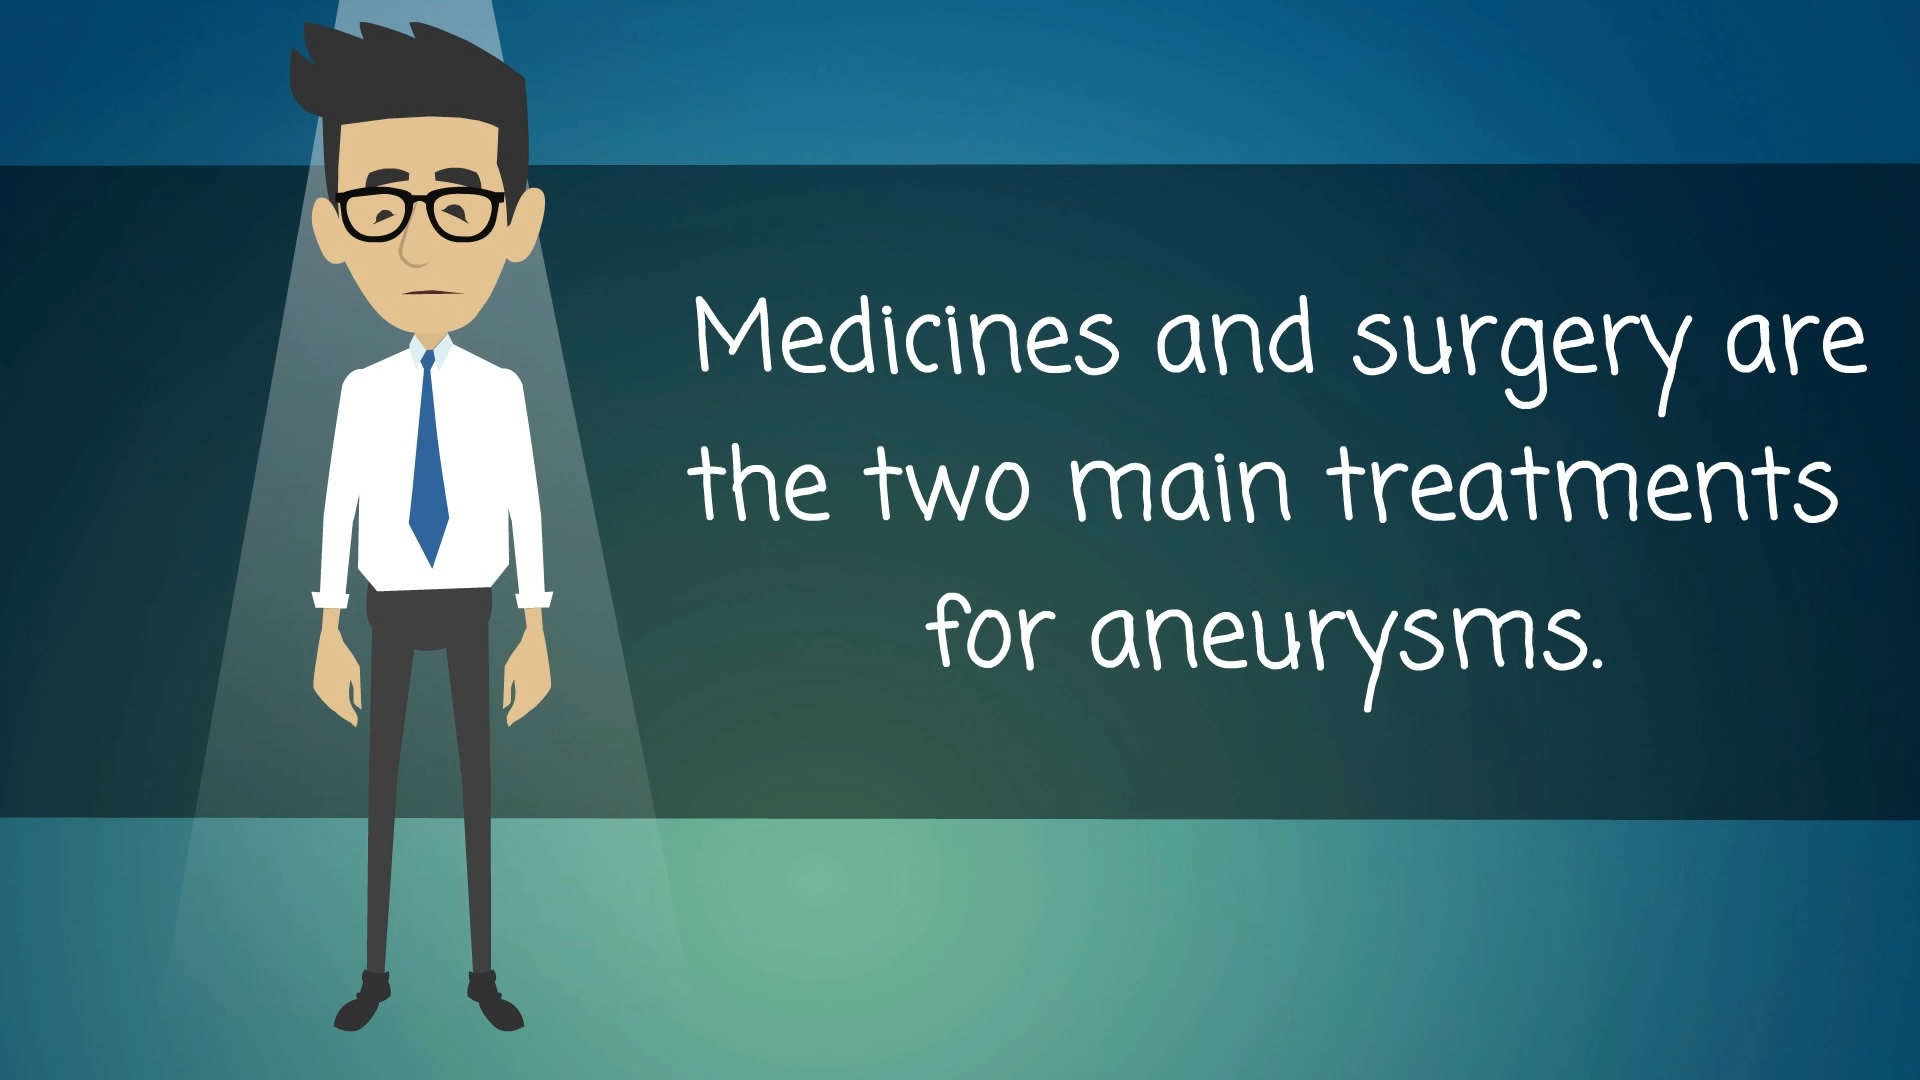 Medicines and surgery are
the two main treatments
for aneurysms.